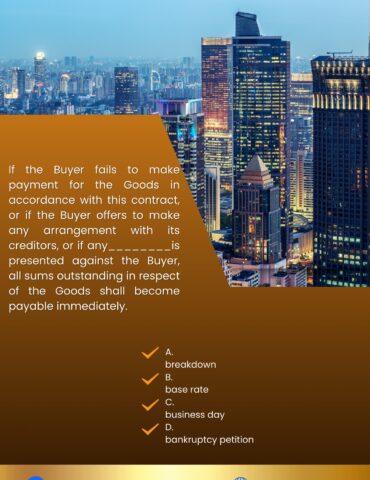 If the Buyer fails to make
payment for the Goods in
accordance with this contract,
or if the Buyer offers to make
any arrangement with its
creditors, or if any________is
presented against the Buyer,
all sums outstanding in respect
of the Goods shall become
payable immediately.
A.
breakdown
B.
base rate
C.
business day
D.
bankruptcy petition